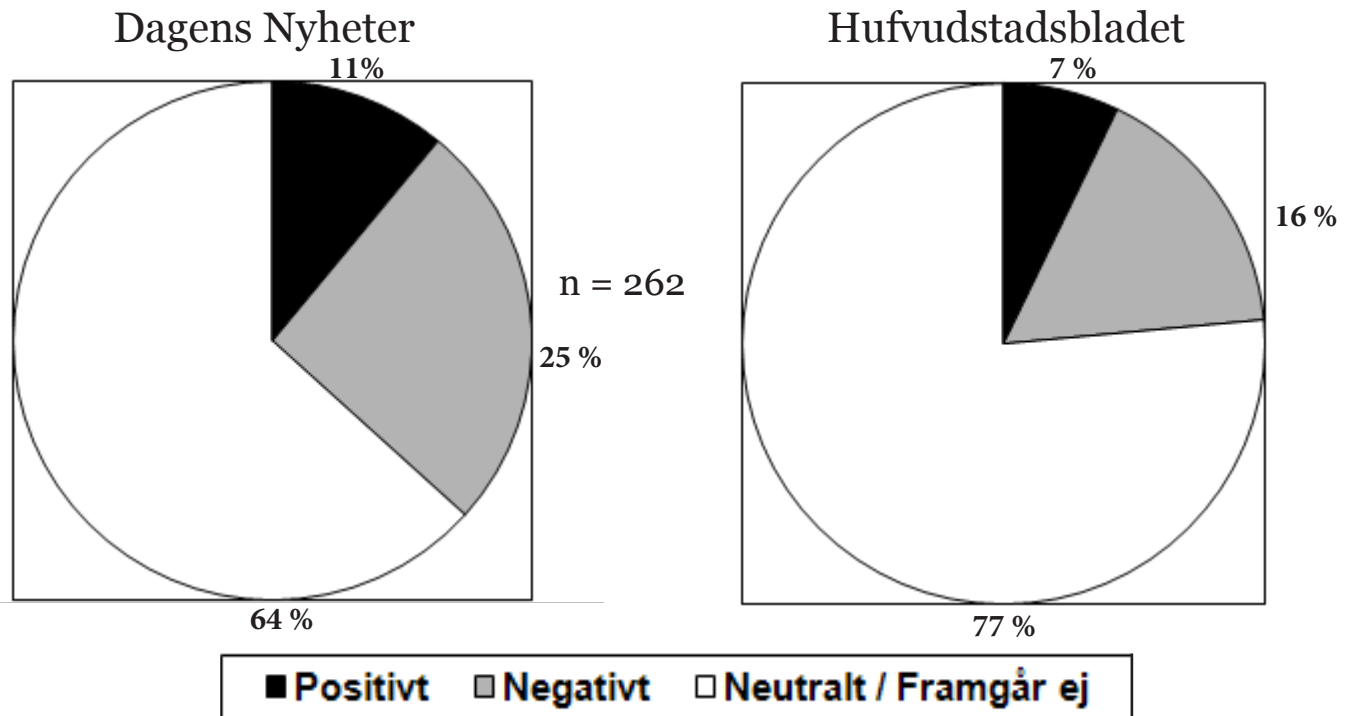 Dagens Nyheter
11%
n = 262
25 %
64 %
Hufvudstadsbladet
7 %
16 %
77 %
Positivt Negativt Neutralt / Framgår ej